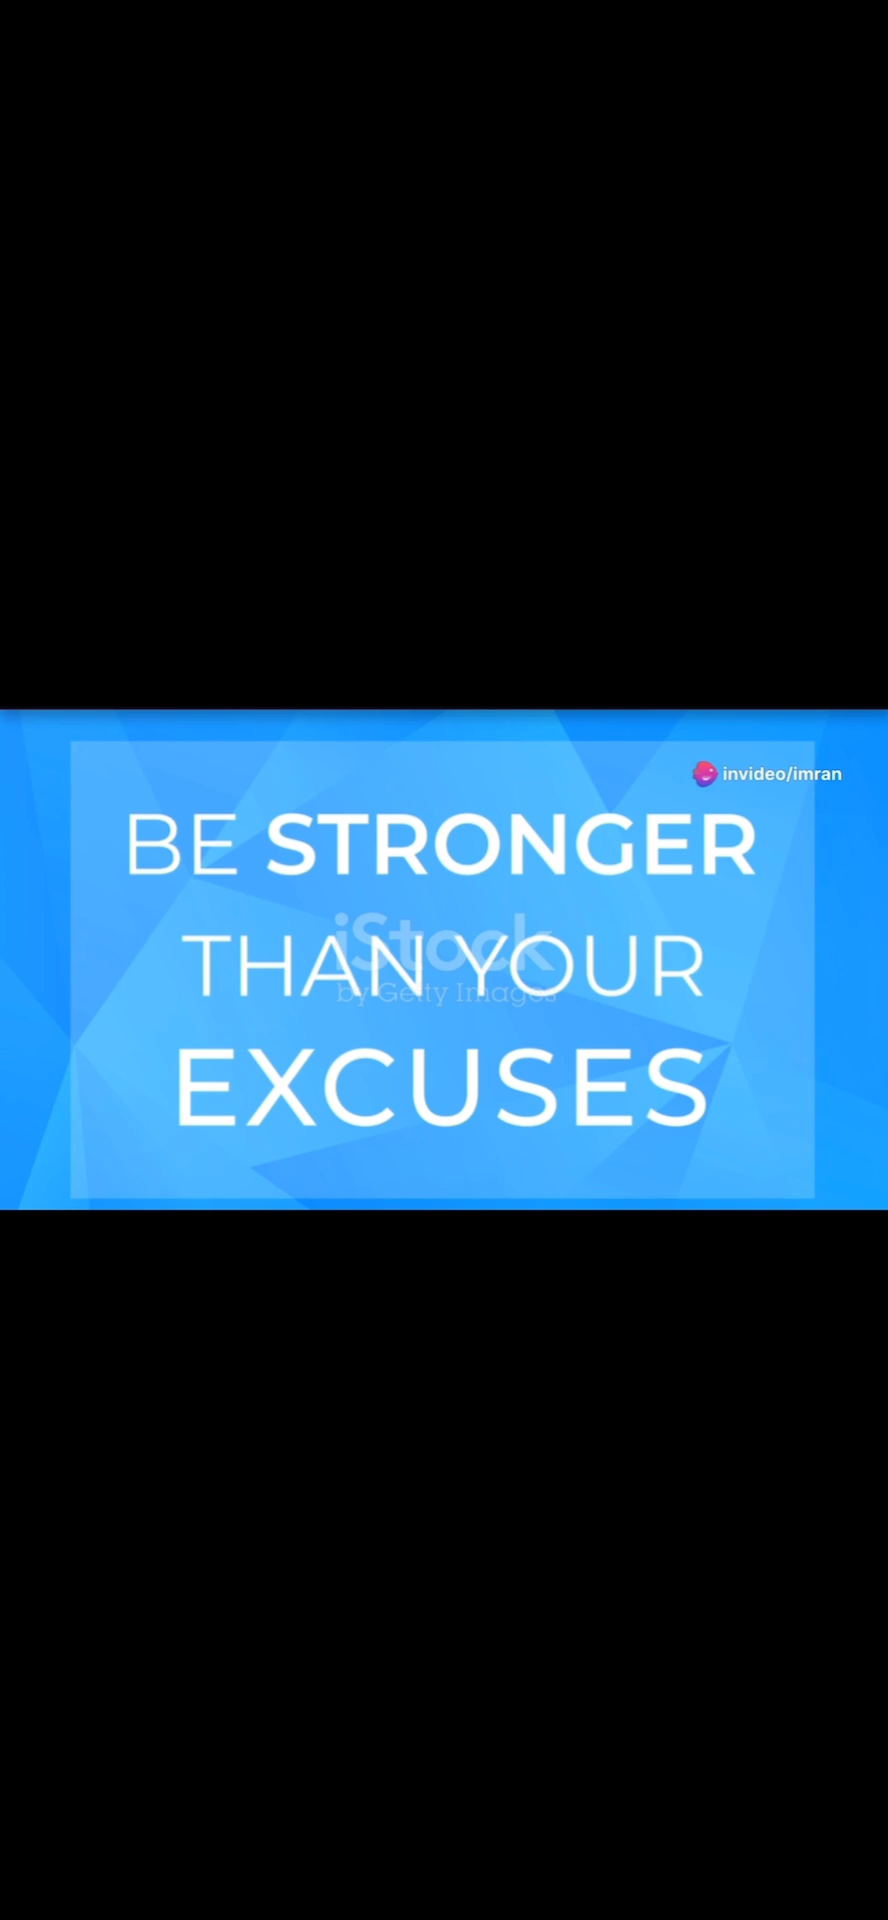 invideo/imran
BE STRONGER
iStock
THAN YOUR
by Getty Images
EXCUSES